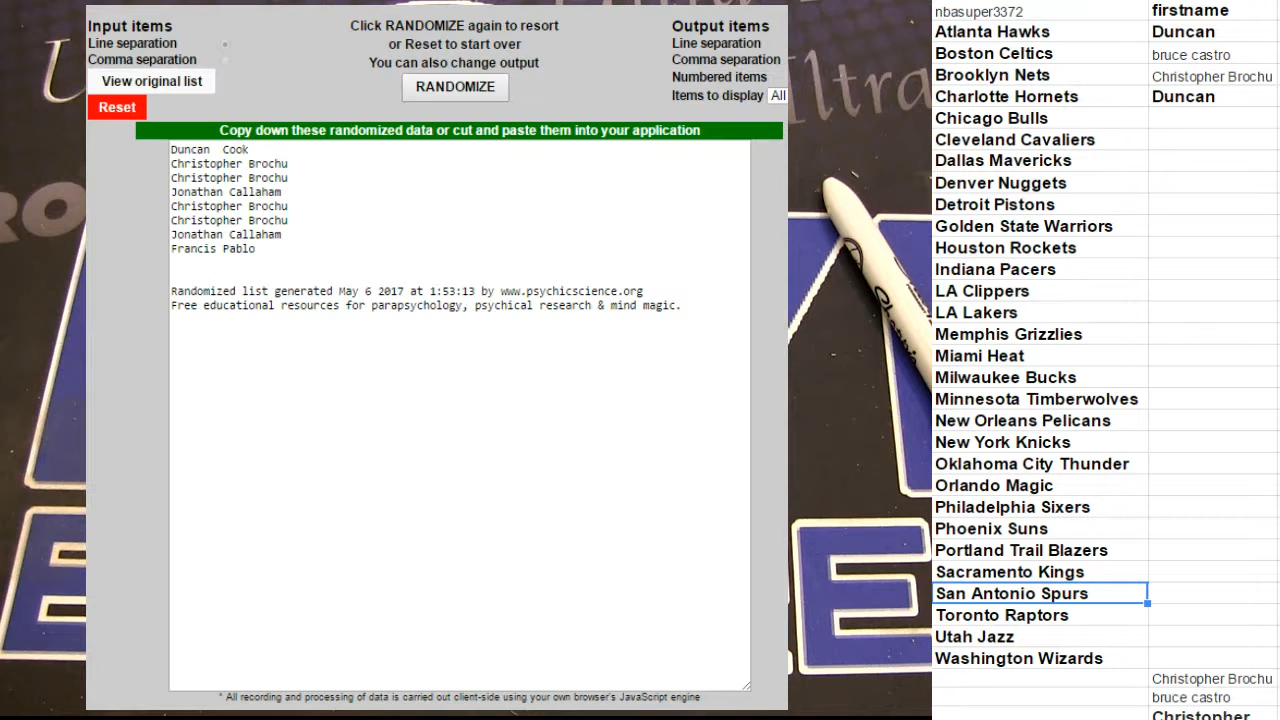 Input items
Line separation
Comma separation
View original list
Reset
Click RANDOMIZE again to resort
or Reset to start over
You can also change output
RANDOMIZE
Output items
Line separation
Comma separation
Numbered items
Items to display All
Copy down these randomized data or cut and paste them into your application
Duncan Cook
Christopher Brochu
Christopher Brochu
Jonathan Callaham
Christopher Brochu
Christopher Brochu
Jonathan Callaham
Francis Pablo
Randomized list generated May 6 2017 at 1:53:13 by www.psychicscience.org
Free educational resources for parapsychology, psychical research & mind magic.
* All recording and processing of data is carried out client-side using your own browser's JavaScript engine
nbasuper3372 firstname
Atlanta Hawks Duncan
Boston Celtics bruce castro
Brooklyn Nets Christopher Brochu
Charlotte Hornets Duncan
Chicago Bulls
Cleveland Cavaliers
Dallas Mavericks
Denver Nuggets
Detroit Pistons
Golden State Warriors
Houston Rockets
Indiana Pacers
LA Clippers
LA Lakers
Memphis Grizzlies
Miami Heat
Milwaukee Bucks
Minnesota Timberwolves
New Orleans Pelicans
New York Knicks
Oklahoma City Thunder
Orlando Magic
Philadelphia Sixers
Phoenix Suns
Portland Trail Blazers
Sacramento Kings
San Antonio Spurs
Toronto Raptors
Utah Jazz
Washington Wizards
Christopher Brochu
bruce castro
Christopher